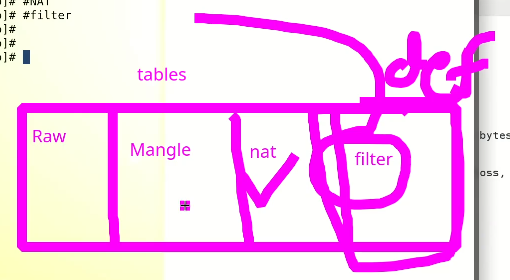 ]# #NAT
]# #filter
]#
]#
]#
tables
def
Raw
Mangle
nat
filter
bytes
oss,